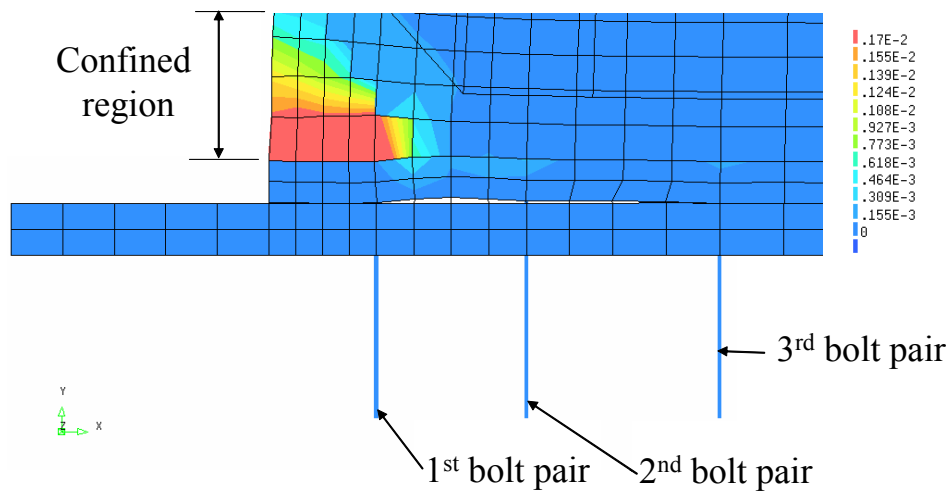 Confined
region
.17E-2
.155E-2
.139E-2
.124E-2
.108E-2
.927E-3
.773E-3
.618E-3
.464E-3
.309E-3
.155E-3
0
3rd bolt pair
Y
Z X
1st bolt pair
2nd bolt pair